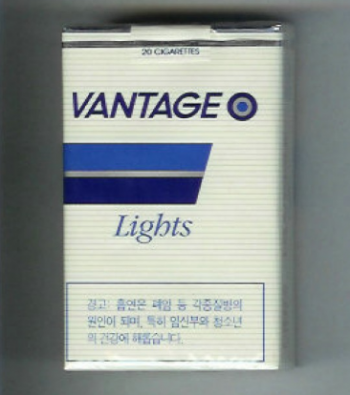 20 CIGARETTES
VANTAGE
Lights
경고: 흡연은 폐암 등 각종질병의
원인이 되며, 특히 임신부와 청소년
의 건강에 해롭습니다.